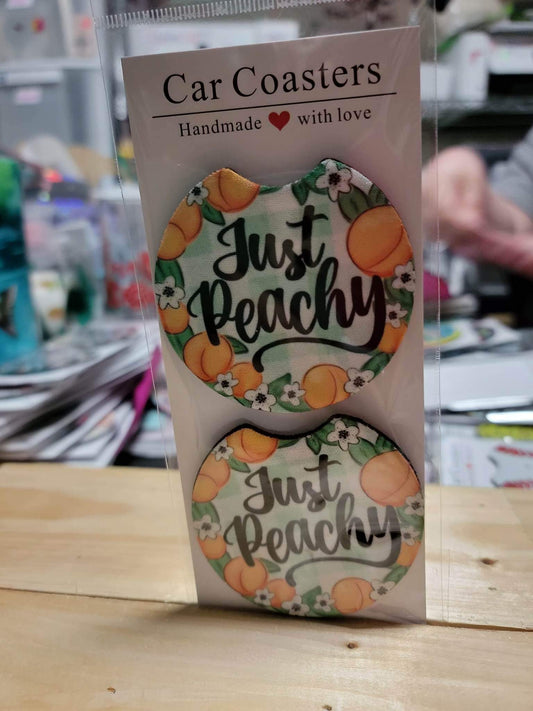 Car Coasters
Handmade ❤ with love
Just
Peachy
Just
Peachy